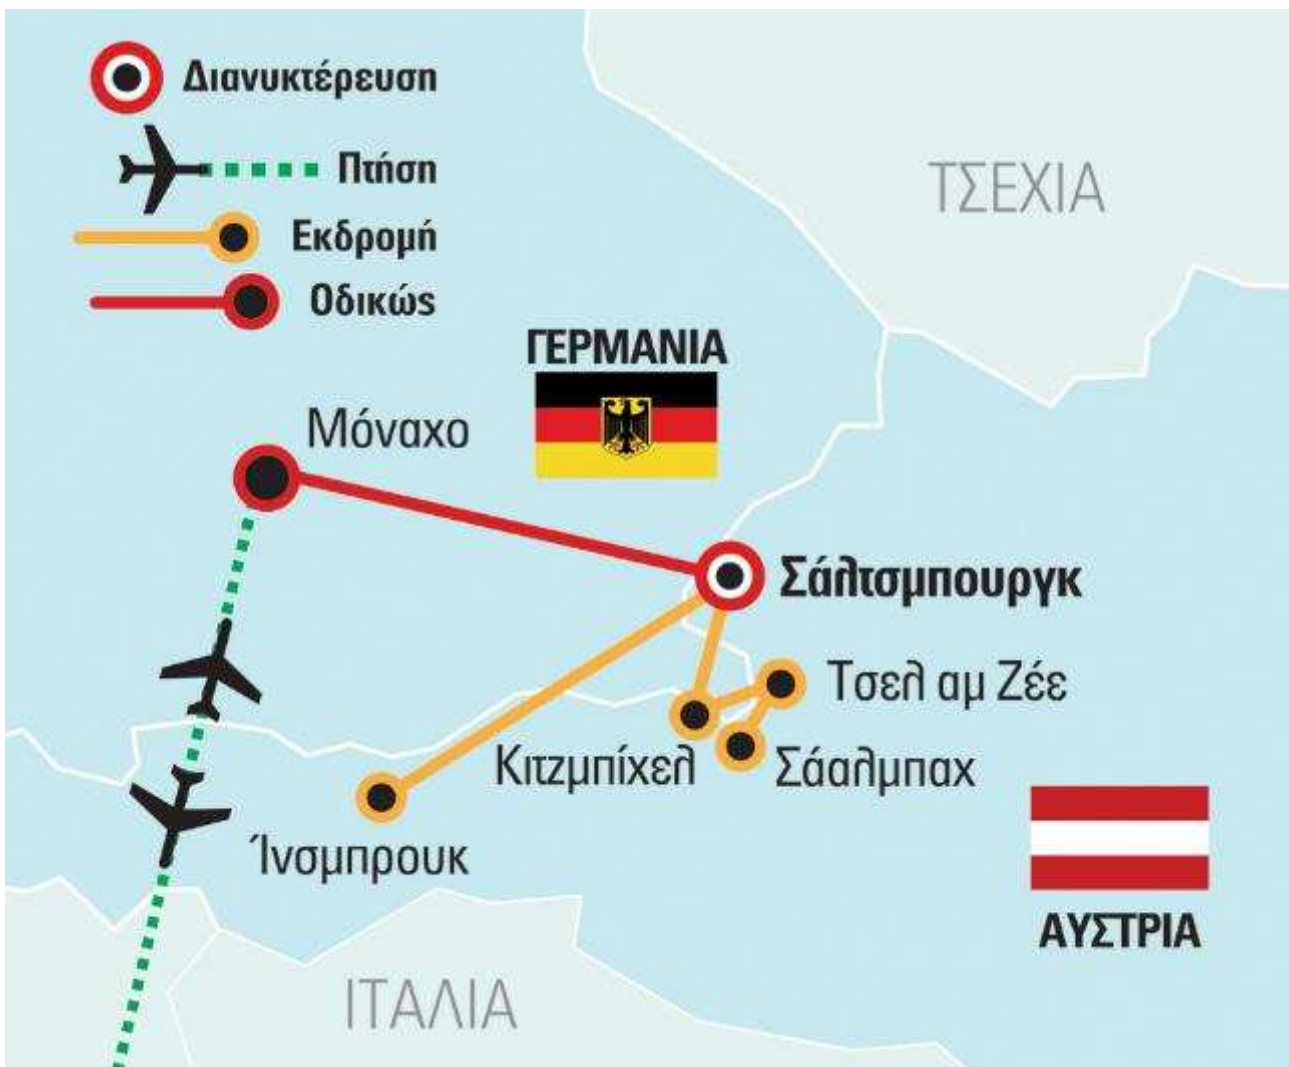 Διανυκτέρευση
Πτήση
Εκδρομή
Οδικώς
ΤΣΕΧΙΑ
ΓΕΡΜΑΝΙΑ
Μόναχο
Σάλτσμπουργκ
Τσελ αμ Ζέε
Κιτζμπίχελ
Σάαλμπαχ
Ίνσμπρουκ
ΑΥΣΤΡΙΑ
ΙΤΑΛΙΑ